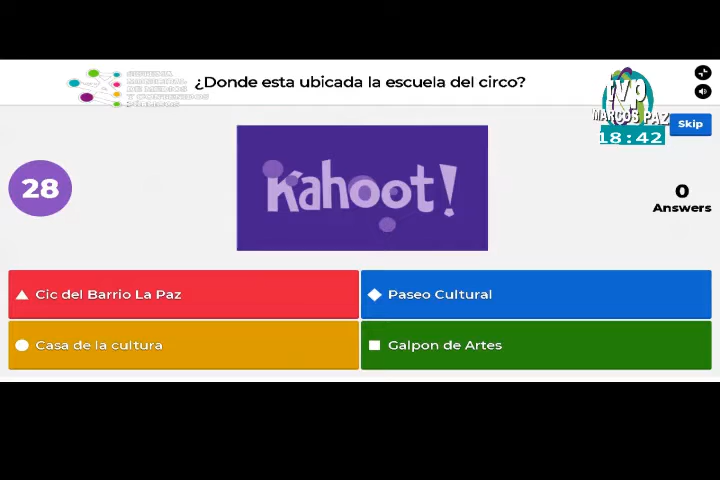 ¿Donde esta ubicada la escuela del circo?
MARCOS PAZ
Skip
18:42
28
Kahoot!
0
Answers
Cic del Barrio La Paz
Paseo Cultural
Casa de la cultura
Galpon de Artes